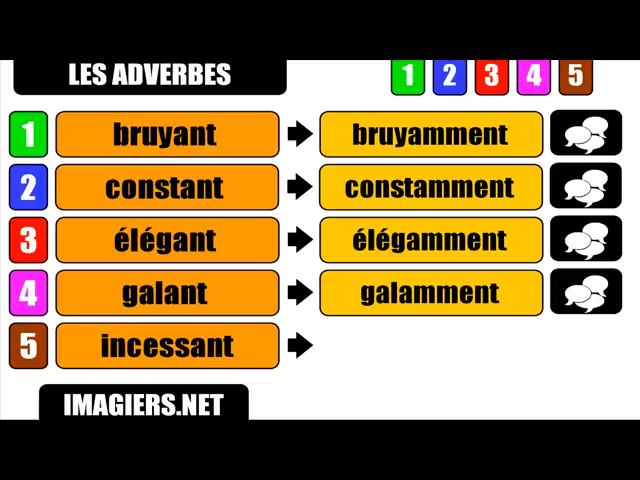 LES ADVERBES
1 2 3 4 5
1 bruyant bruyamment
2 constant constamment
3 élégant élégamment
4 galant galamment
5 incessant
IMAGIERS.NET